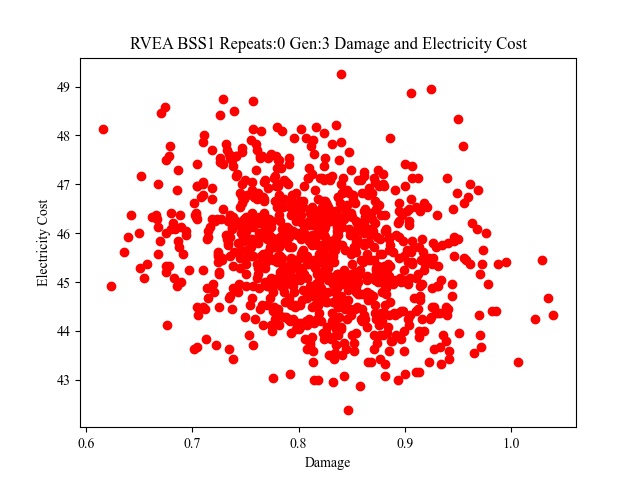 RVEA BSS1 Repeats:0 Gen:3 Damage and Electricity Cost
49
48
47
46
45
44
43
Electricity Cost
0.6 0.7 0.8 0.9 1.0
Damage